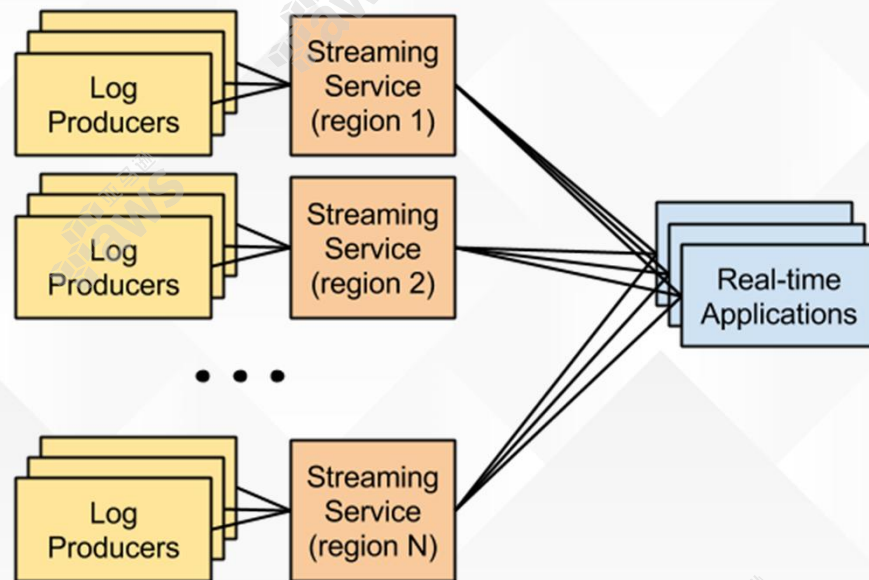 Log
Producers
Streaming
Service
(region 1)
Log
Producers
Streaming
Service
(region 2)
Real-time
Applications
Log
Producers
Streaming
Service
(region N)